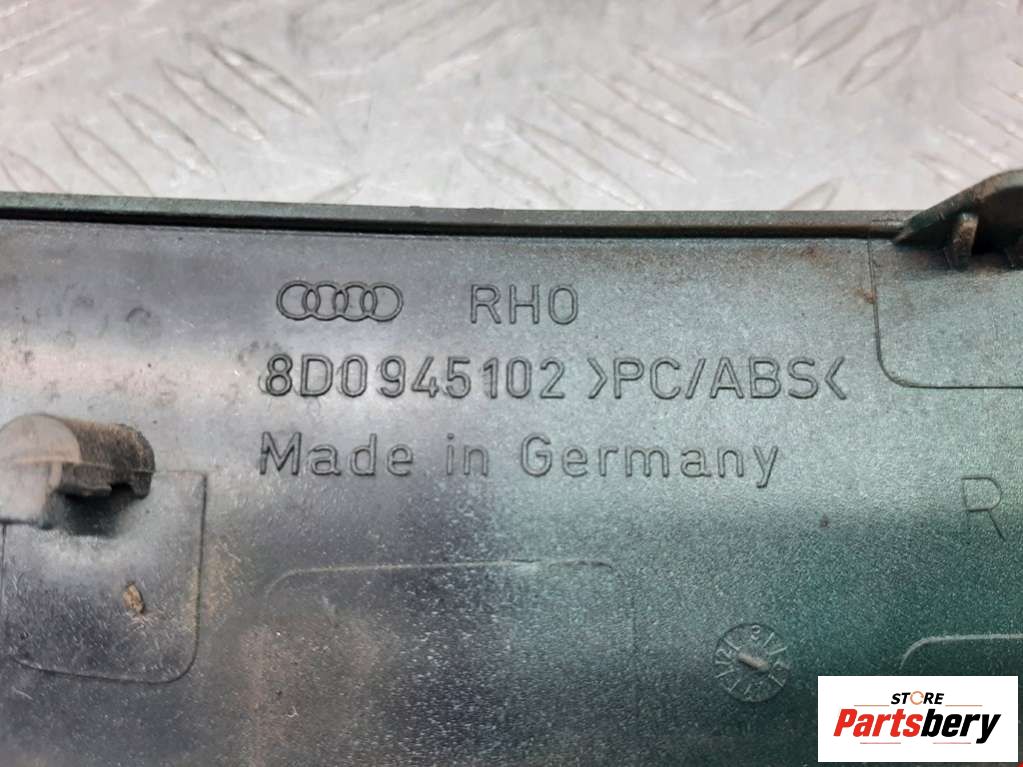 RHO
8D0945102 >PC/ABS<
Made in Germany
R
STORE
Partsbery